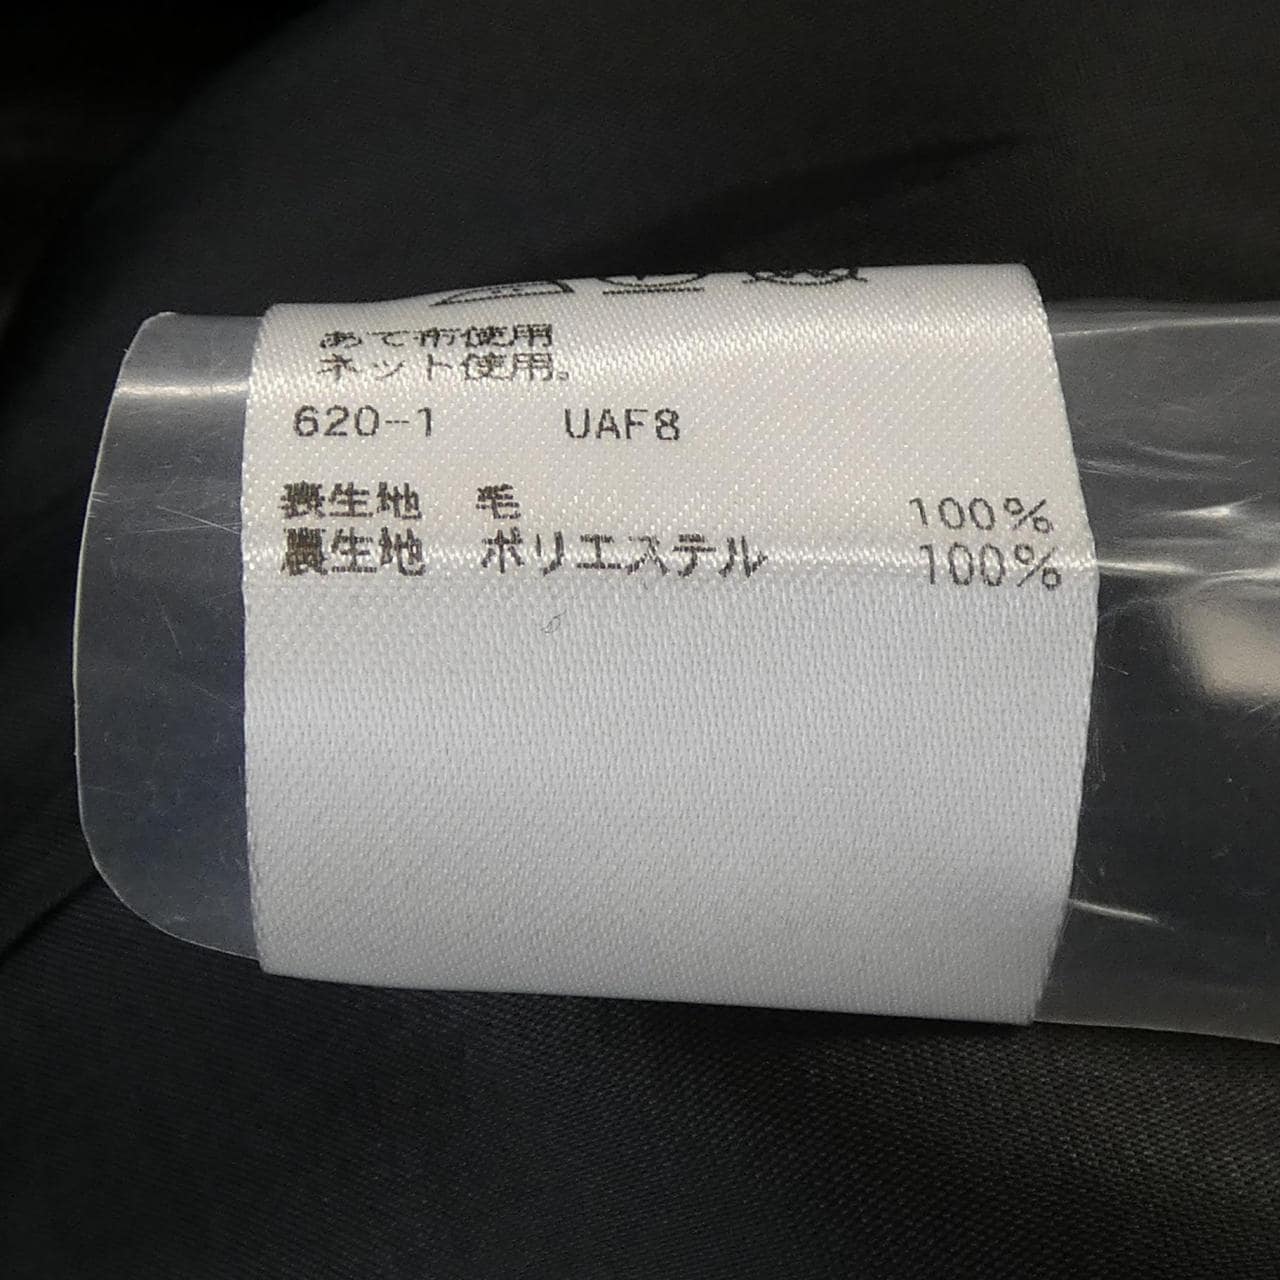 あて布使用
ネット使用。
620-1 UAF8
表生地 毛 100%
裏生地 ポリエステル 100%